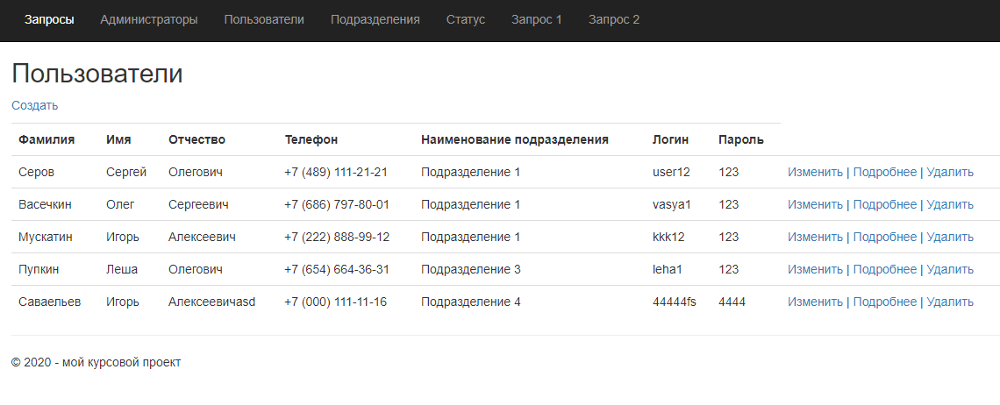 Запросы Администраторы Пользователи Подразделения Статус Запрос 1 Запрос 2
Пользователи
Создать
Фамилия Имя Отчество Телефон Наименование подразделения Логин Пароль
Серов Сергей Олегович +7 (489) 111-21-21 Подразделение 1 user12 123 Изменить | Подробнее | Удалить
Васечкин Олег Сергеевич +7 (686) 797-80-01 Подразделение 1 vasya1 123 Изменить | Подробнее | Удалить
Мускатин Игорь Алексеевич +7 (222) 888-99-12 Подразделение 1 kkk12 123 Изменить | Подробнее | Удалить
Пупкин Леша Олегович +7 (654) 664-36-31 Подразделение 3 leha1 123 Изменить | Подробнее | Удалить
Саваельев Игорь Алексеевичasd +7 (000) 111-11-16 Подразделение 4 44444fs 4444 Изменить | Подробнее | Удалить
© 2020 - мой курсовой проект